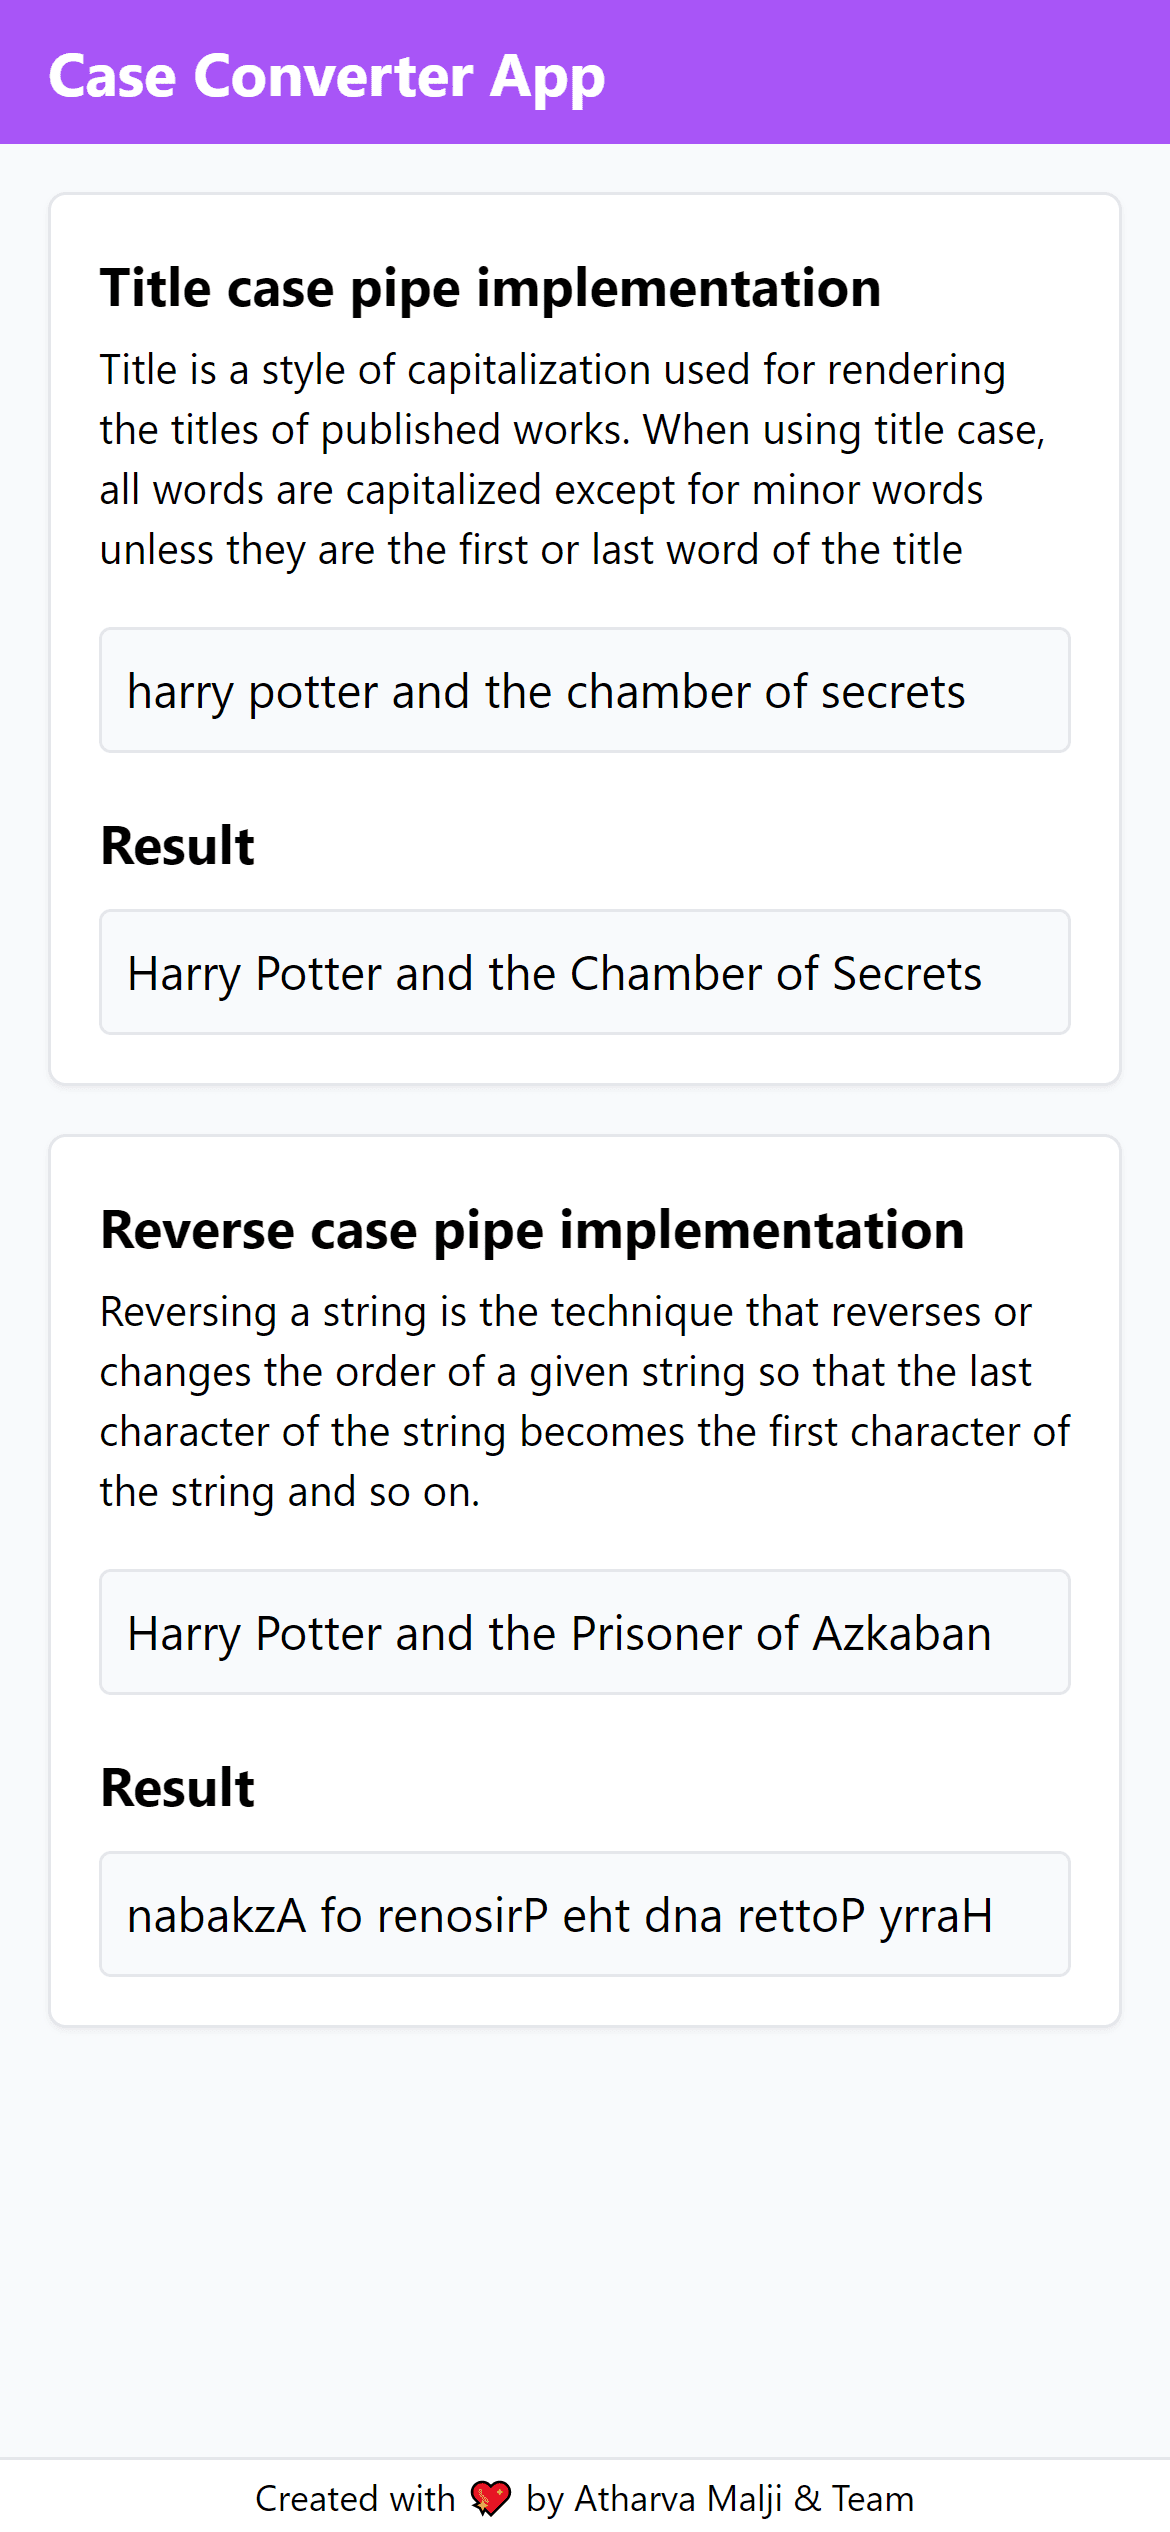 Case Converter App
Title case pipe implementation
Title is a style of capitalization used for rendering
the titles of published works. When using title case,
all words are capitalized except for minor words
unless they are the first or last word of the title
harry potter and the chamber of secrets
Result
Harry Potter and the Chamber of Secrets
Reverse case pipe implementation
Reversing a string is the technique that reverses or
changes the order of a given string so that the last
character of the string becomes the first character of
the string and so on.
Harry Potter and the Prisoner of Azkaban
Result
nabakzA fo renosirP eht dna rettoP yrraH
Created with 💖 by Atharva Malji & Team